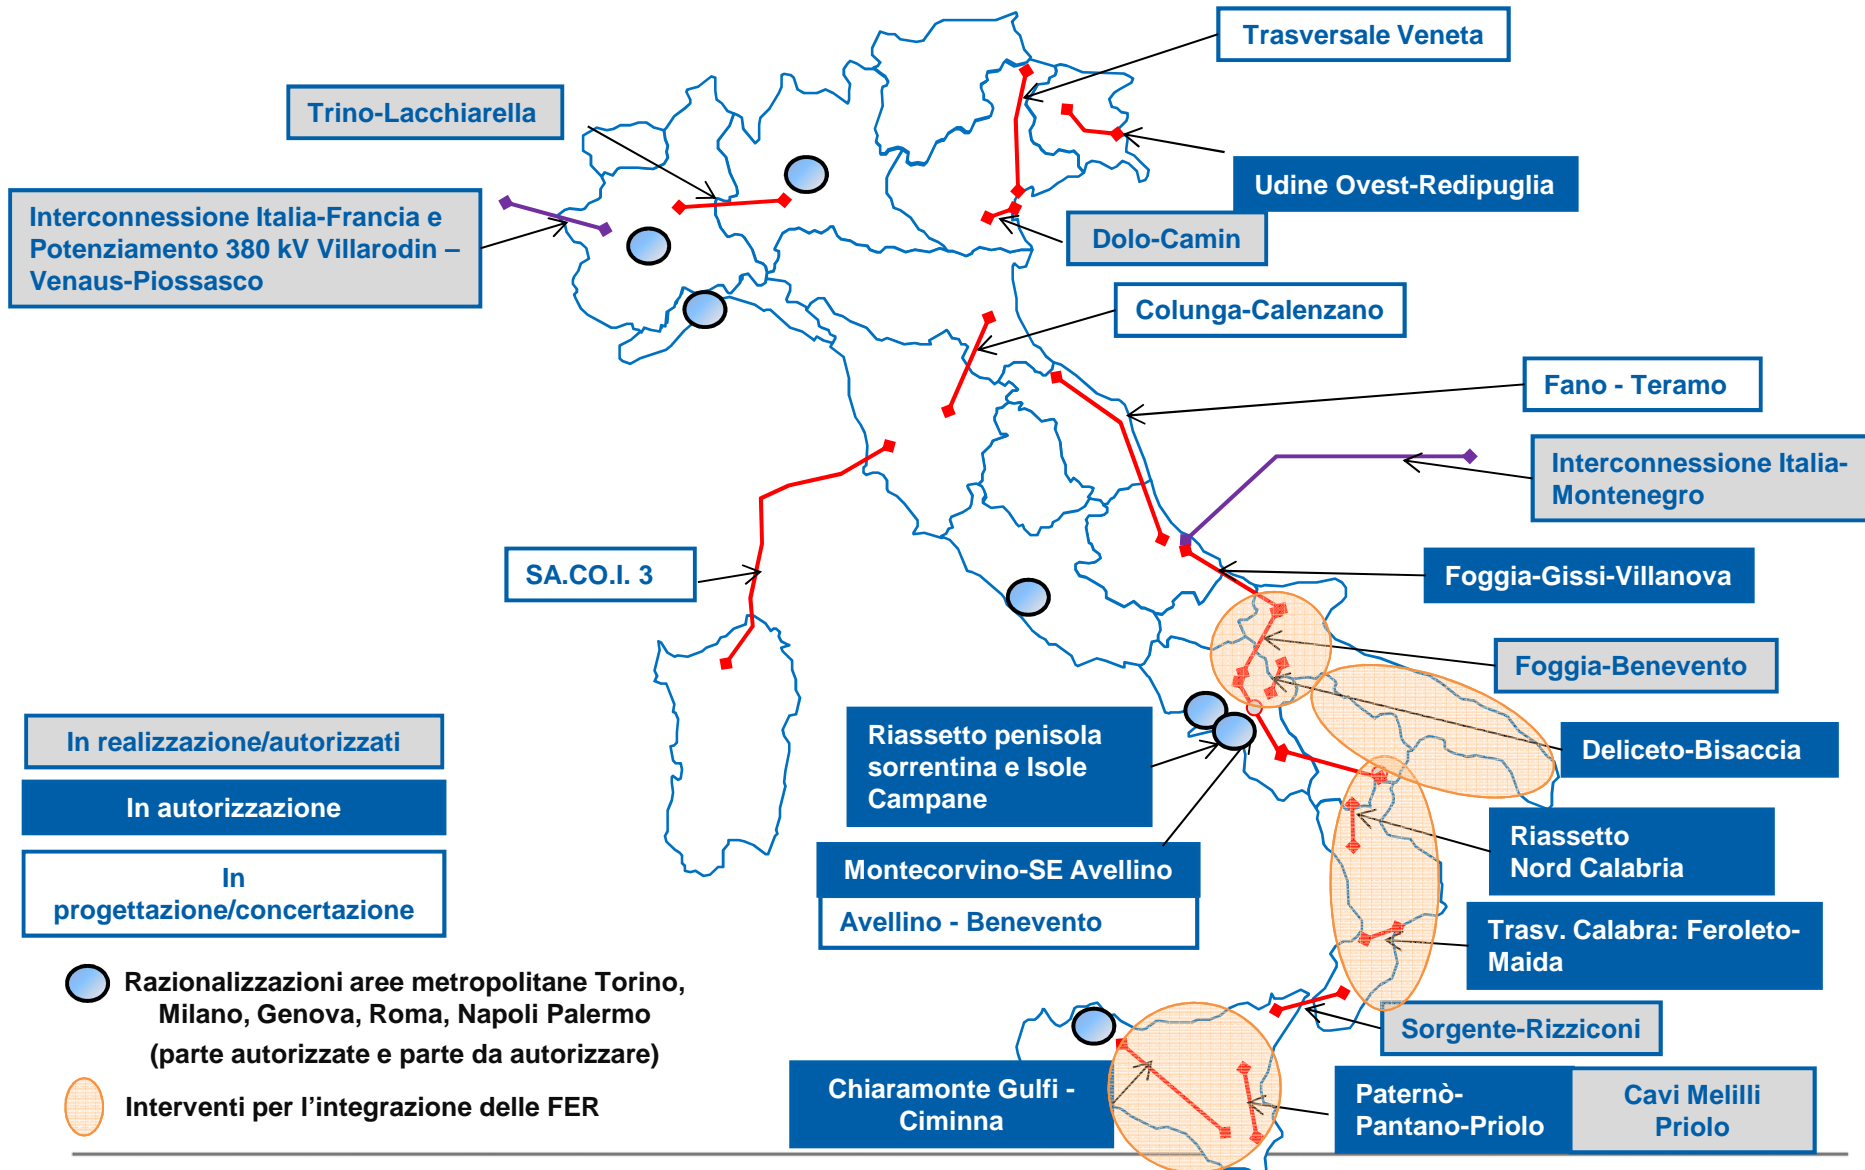 Trasversale Veneta
Trino-Lacchiarella
Udine Ovest-Redipuglia
Interconnessione Italia-Francia e
Potenziamento 380 kV Villarodin –
Venaus-Piossasco
Dolo-Camin
Colunga-Calenzano
Fano - Teramo
Interconnessione Italia-
Montenegro
SA.CO.I. 3
Foggia-Gissi-Villanova
Foggia-Benevento
In realizzazione/autorizzati
In autorizzazione
In
progettazione/concertazione
Riassetto penisola
sorrentina e Isole
Campane
Deliceto-Bisaccia
Montecorvino-SE Avellino
Avellino - Benevento
Riassetto
Nord Calabria
Trasv. Calabra: Feroleto-
Maida
Razionalizzazioni aree metropolitane Torino,
Milano, Genova, Roma, Napoli Palermo
(parte autorizzate e parte da autorizzare)
Interventi per l'integrazione delle FER
Sorgente-Rizziconi
Chiaramonte Gulfi -
Ciminna
Paternò-
Pantano-Priolo
Cavi Melilli
Priolo